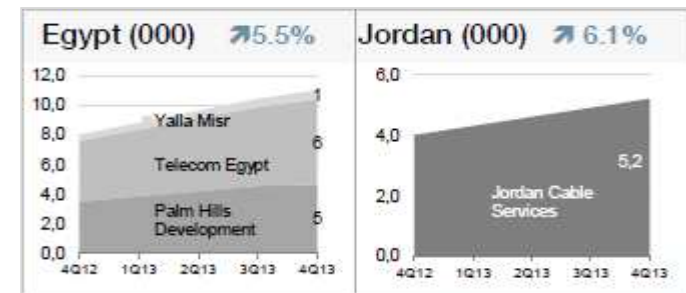 Egypt (000) 5.5%
12,0
10,0
8,0
6,0
4,0
2,0
0,0
Yalla Misr
Telecom Egypt
Palm Hills
Development
1
6
5
4Q12 1Q13 2Q13 3Q13 4Q13
Jordan (000) 6.1%
6,0
4,0
2,0
0,0
5,2
Jordan Cable
Services
4Q12 1Q13 2Q13 3Q13 4Q13